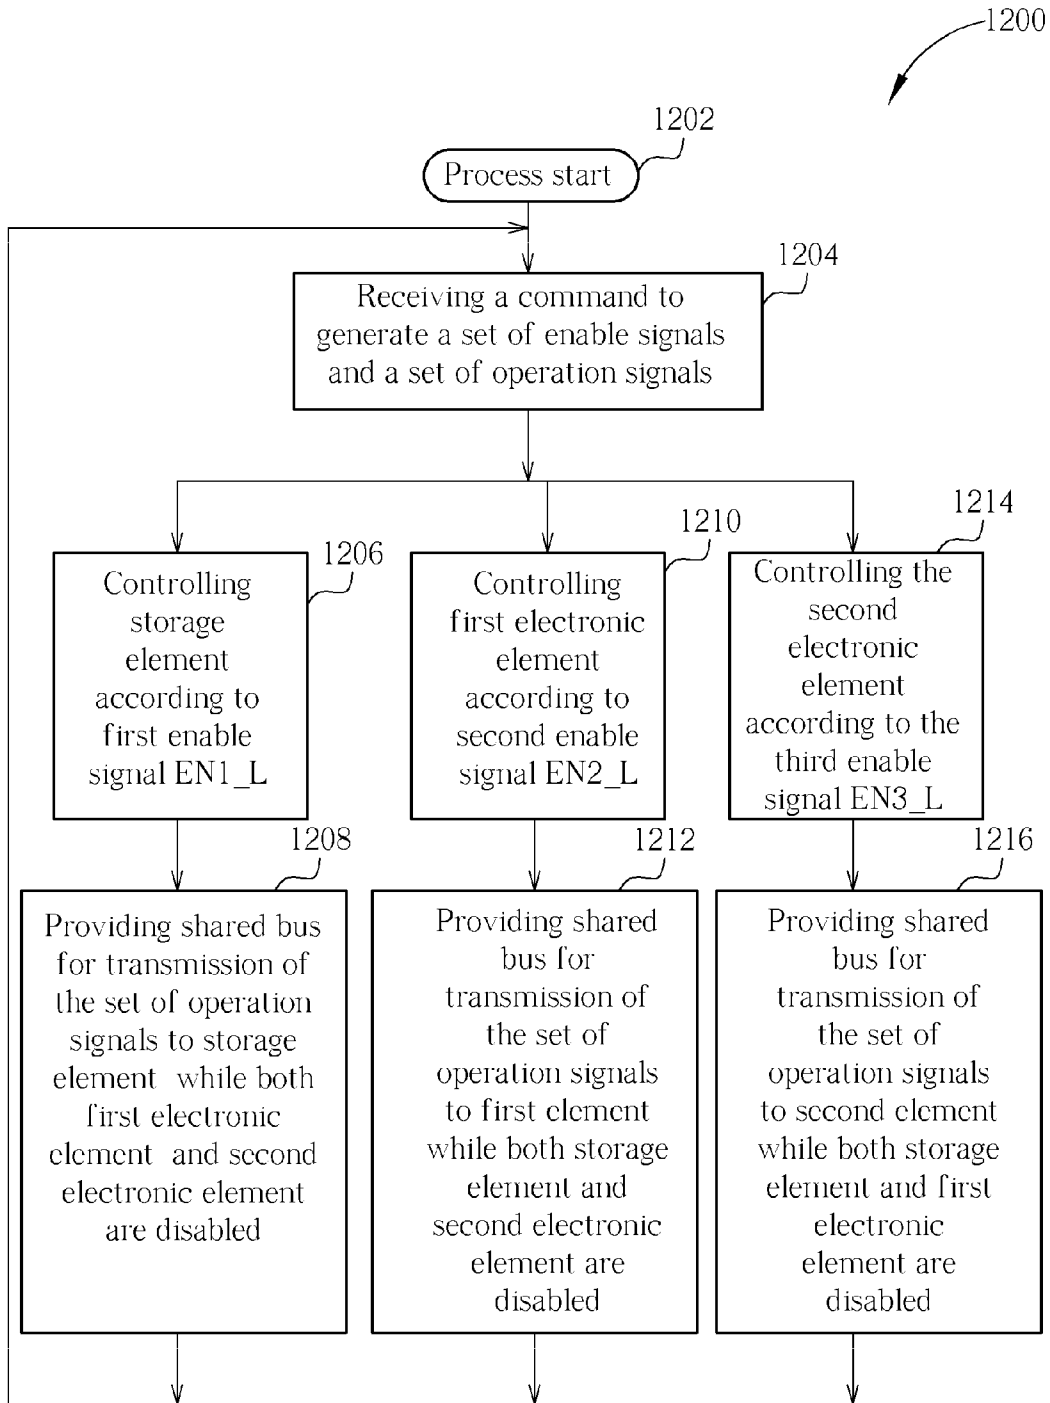 1200
1202
Process start
1204
Receiving a command to
generate a set of enable signals
and a set of operation signals
1206
Controlling
storage
element
according to
first enable
signal EN1_L
1210
Controlling
first electronic
element
according to
second enable
signal EN2_L
1214
Controlling the
second
electronic
element
according to the
third enable
signal EN3_L
1208
Providing shared bus
for transmission of
the set of operation
signals to storage
element while both
first electronic
element and second
electronic element
are disabled
1212
Providing shared
bus for
transmission of
the set of
operation signals
to first element
while both storage
element and
second electronic
element are
disabled
1216
Providing shared
bus for
transmission of
the set of
operation signals
to second element
while both storage
element and first
electronic
element are
disabled